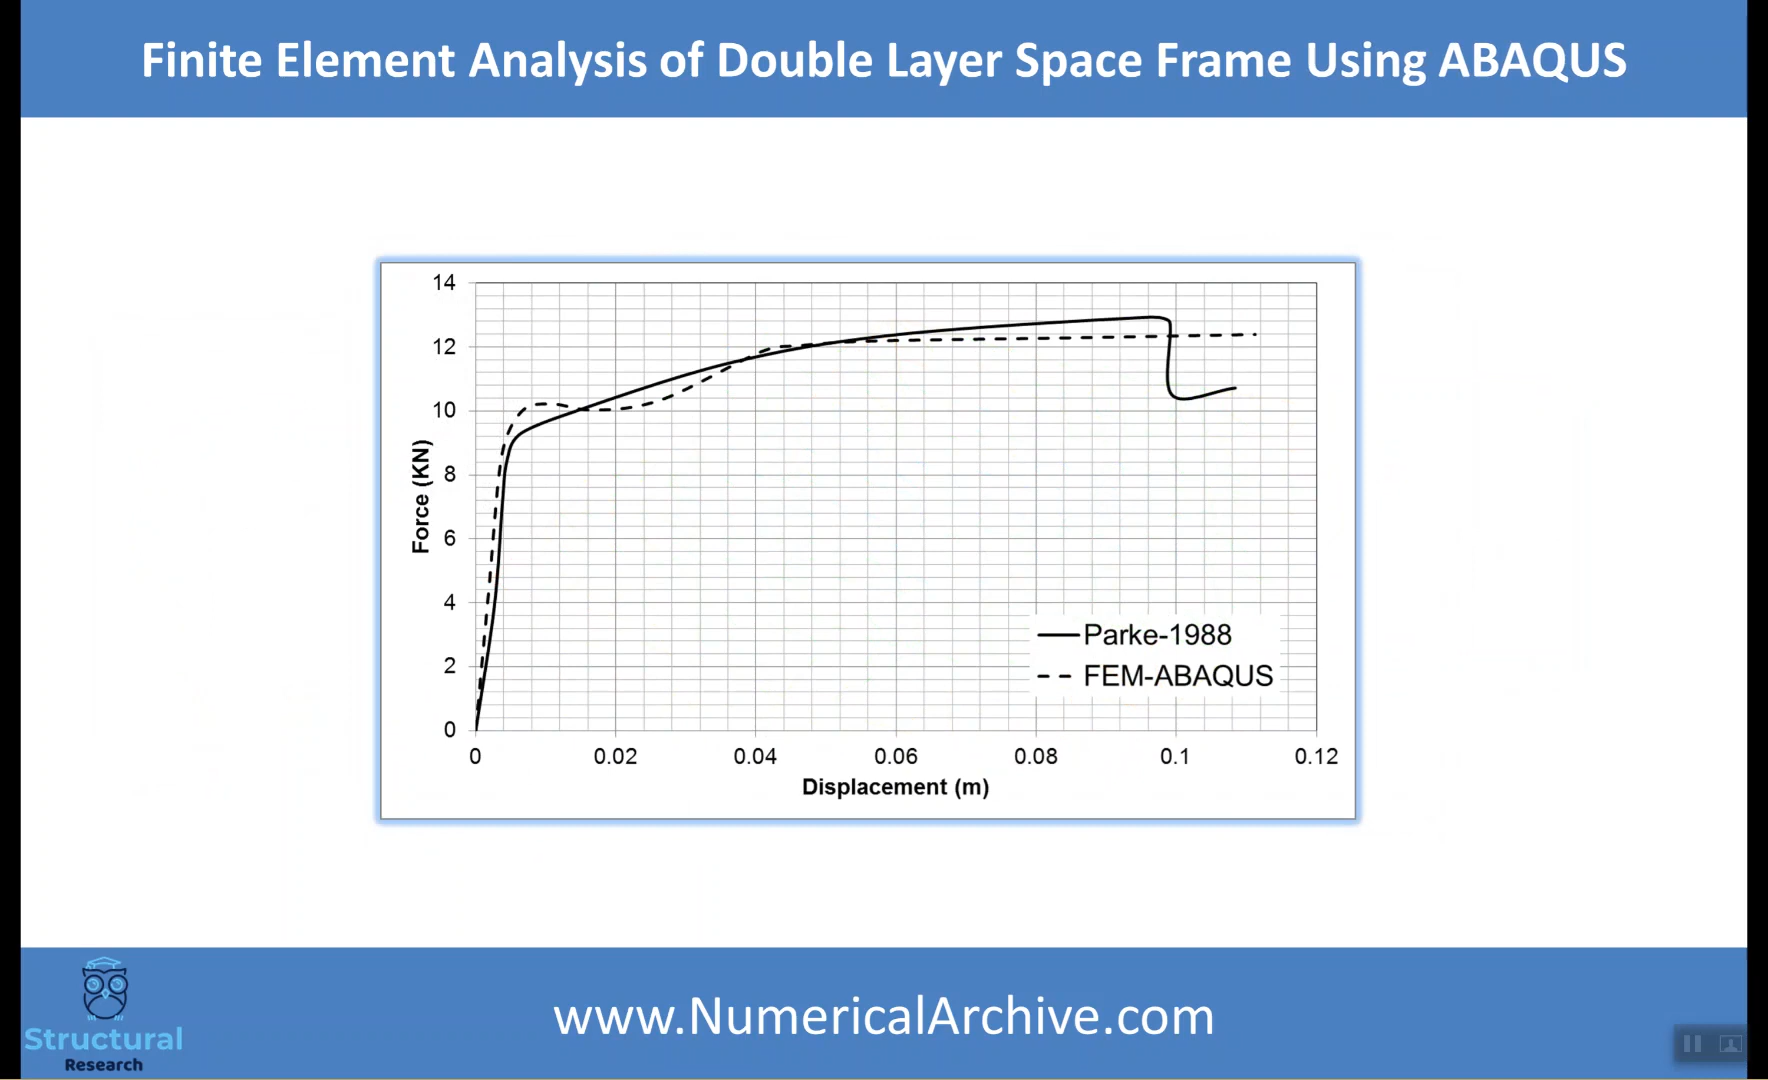 Finite Element Analysis of Double Layer Space Frame Using ABAQUS
14
12
10
8
6
4
2
0
Force (KN)
Parke-1988
FEM-ABAQUS
0 0.02 0.04 0.06 0.08 0.1 0.12
Displacement (m)
www.NumericalArchive.com
Structural
Research